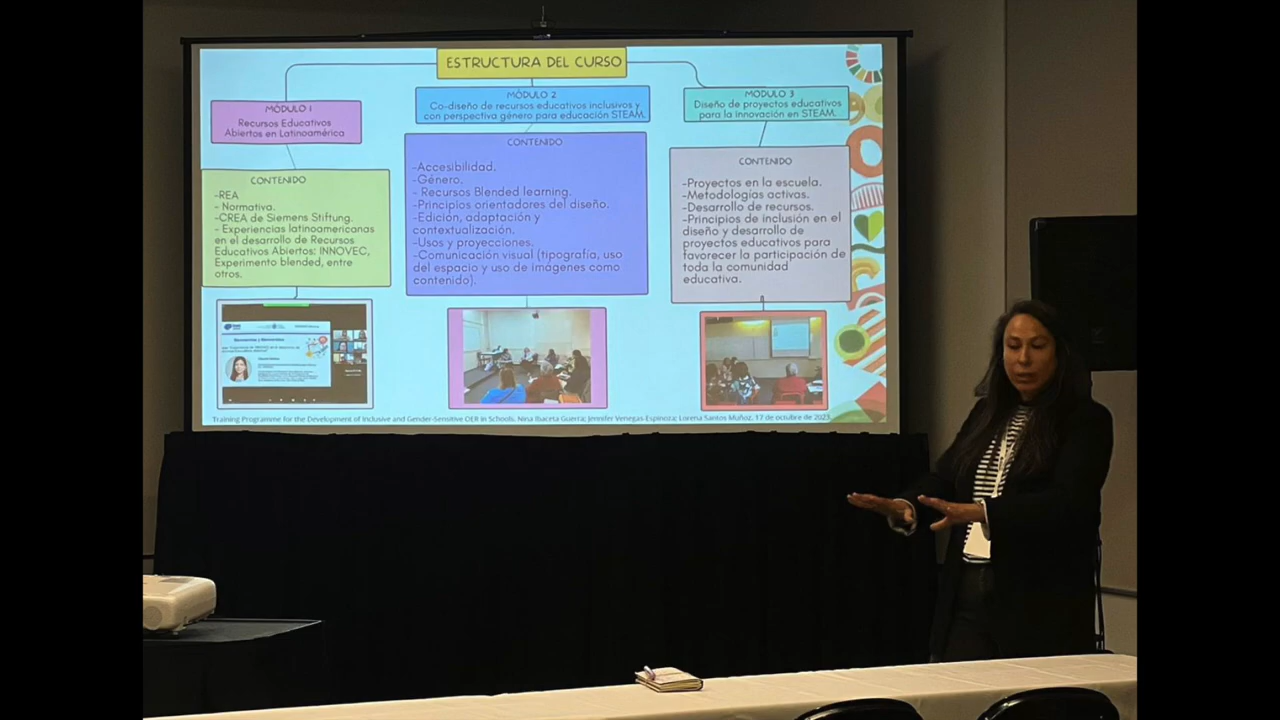 ESTRUCTURA DEL CURSO
MÓDULO 1
Recursos Educativos
Abiertos en Latinoamérica
CONTENIDO
-REA
- Normativa.
-CREA de Siemens Stiftung.
- Experiencias latinoamericanas
en el desarrollo de Recursos
Educativos Abiertos: INNOVEC,
Experimento blended, entre
otros.
MÓDULO 2
Co-diseño de recursos educativos inclusivos y
con perspectiva género para educación STEAM.
CONTENIDO
-Accesibilidad.
-Género.
- Recursos Blended learning.
-Principios orientadores del diseño.
-Edición, adaptación y
contextualización.
-Usos y proyecciones.
-Comunicación visual (tipografía, uso
del espacio y uso de imágenes como
contenido).
MÓDULO 3
Diseño de proyectos educativos
para la innovación en STEAM.
CONTENIDO
-Proyectos en la escuela.
-Metodologías activas.
-Desarrollo de recursos.
-Principios de inclusión en el
diseño y desarrollo de
proyectos educativos para
favorecer la participación de
toda la comunidad
educativa.
Training Programme for the Development of Inclusive and Gender-Sensitive OER in Schools. Nina Ibaceta Guerra; Jennifer Venegas-Espinoza; Lorena Santos Muñoz. 17 de octubre de 2023.